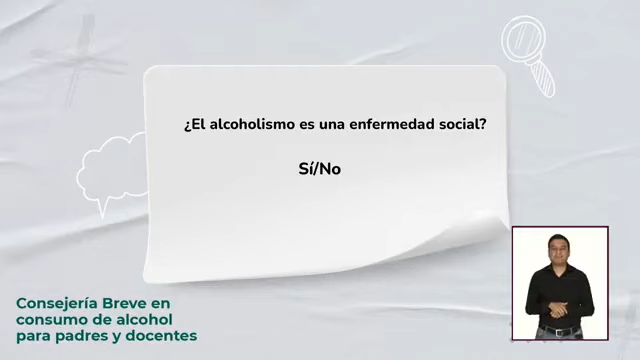 ¿El alcoholismo es una enfermedad social?
Sí/No
Consejería Breve en
consumo de alcohol
para padres y docentes